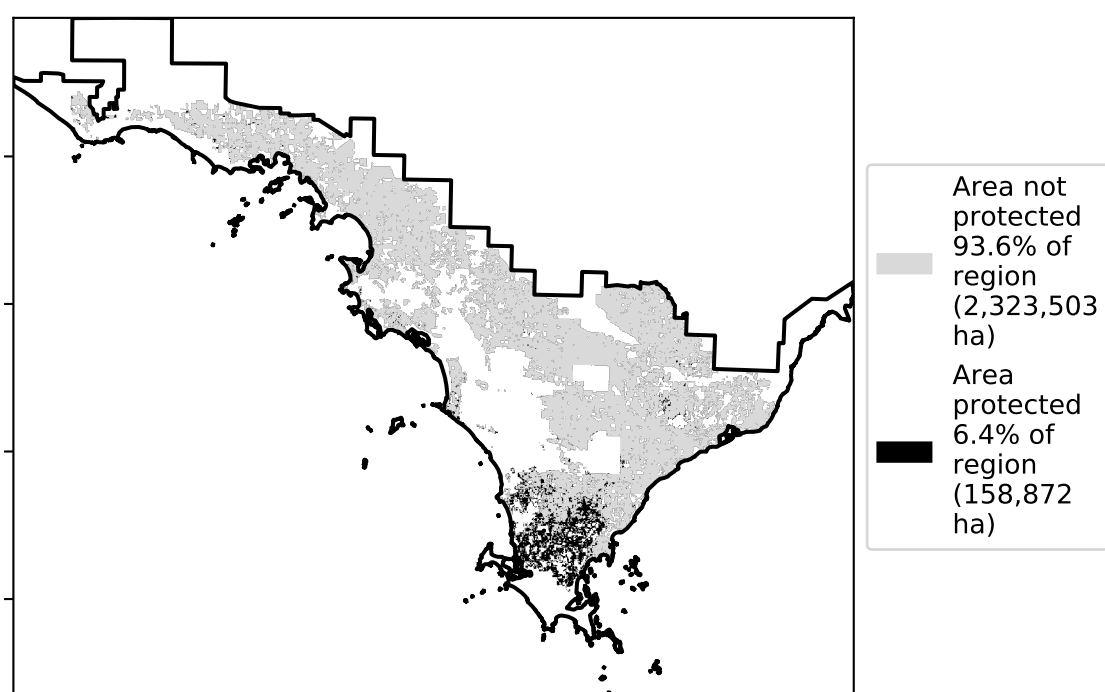 Area not
protected
93.6% of
region
(2,323,503
ha)
Area
protected
6.4% of
region
(158,872
ha)